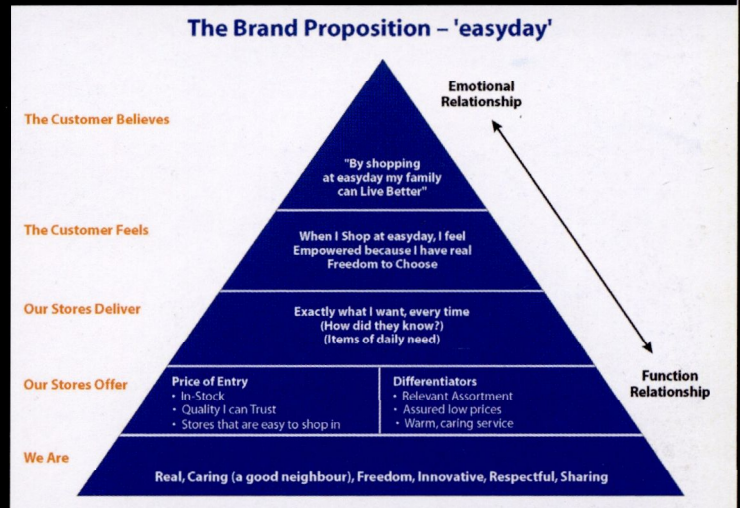 The Brand Proposition – 'easyday'
Emotional
Relationship
The Customer Believes
"By shopping
at easyday my family
can Live Better"
The Customer Feels
When I Shop at easyday, I feel
Empowered because I have real
Freedom to Choose
Our Stores Deliver
Exactly what I want, every time
(How did they know?)
(Items of daily need)
Our Stores Offer
Price of Entry
• In-Stock
• Quality I can Trust
• Stores that are easy to shop in
Differentiators
• Relevant Assortment
• Assured low prices
• Warm, caring service
Function
Relationship
We Are
Real, Caring (a good neighbour), Freedom, Innovative, Respectful, Sharing